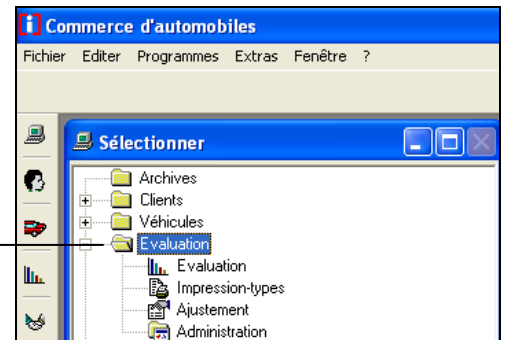 Commerce d'automobiles
Fichier Editer Programmes Extras Fenêtre ?
Sélectionner
Archives
Clients
Véhicules
Evaluation
Evaluation
Impression-types
Ajustement
Administration